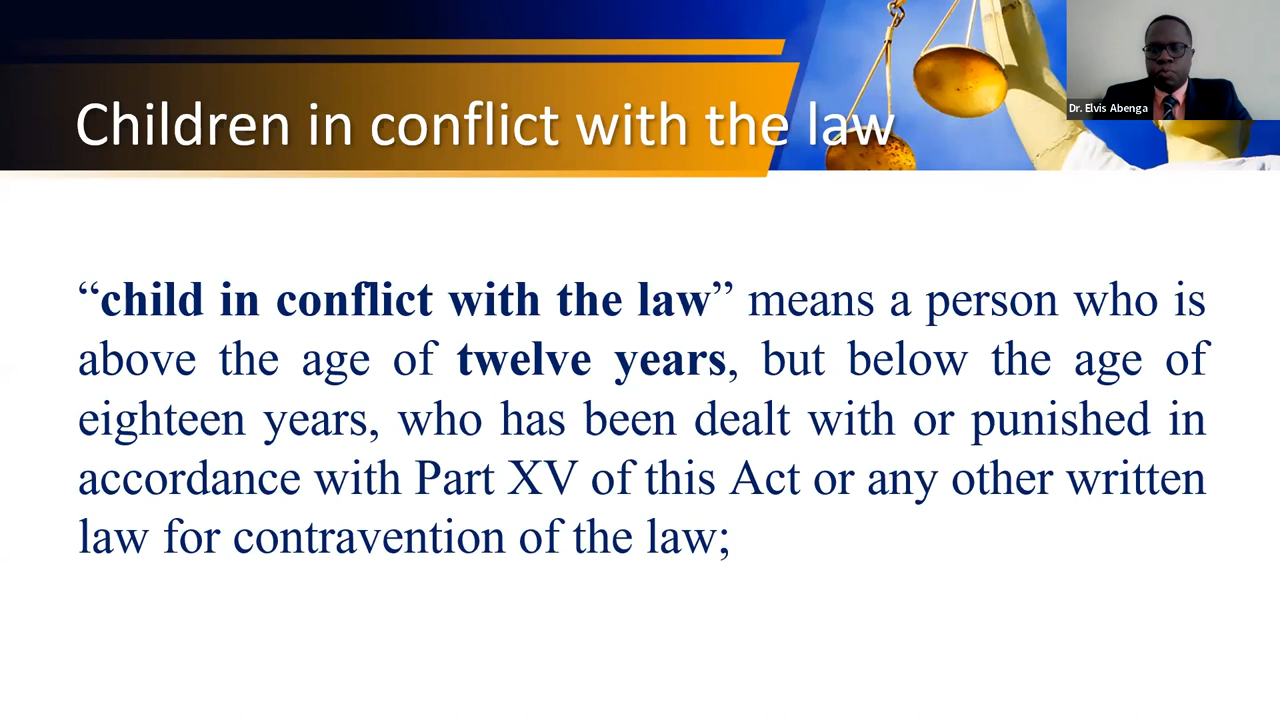 Children in conflict with the law
Dr. Elvis Abenga
“child in conflict with the law” means a person who is
above the age of twelve years, but below the age of
eighteen years, who has been dealt with or punished in
accordance with Part XV of this Act or any other written
law for contravention of the law;